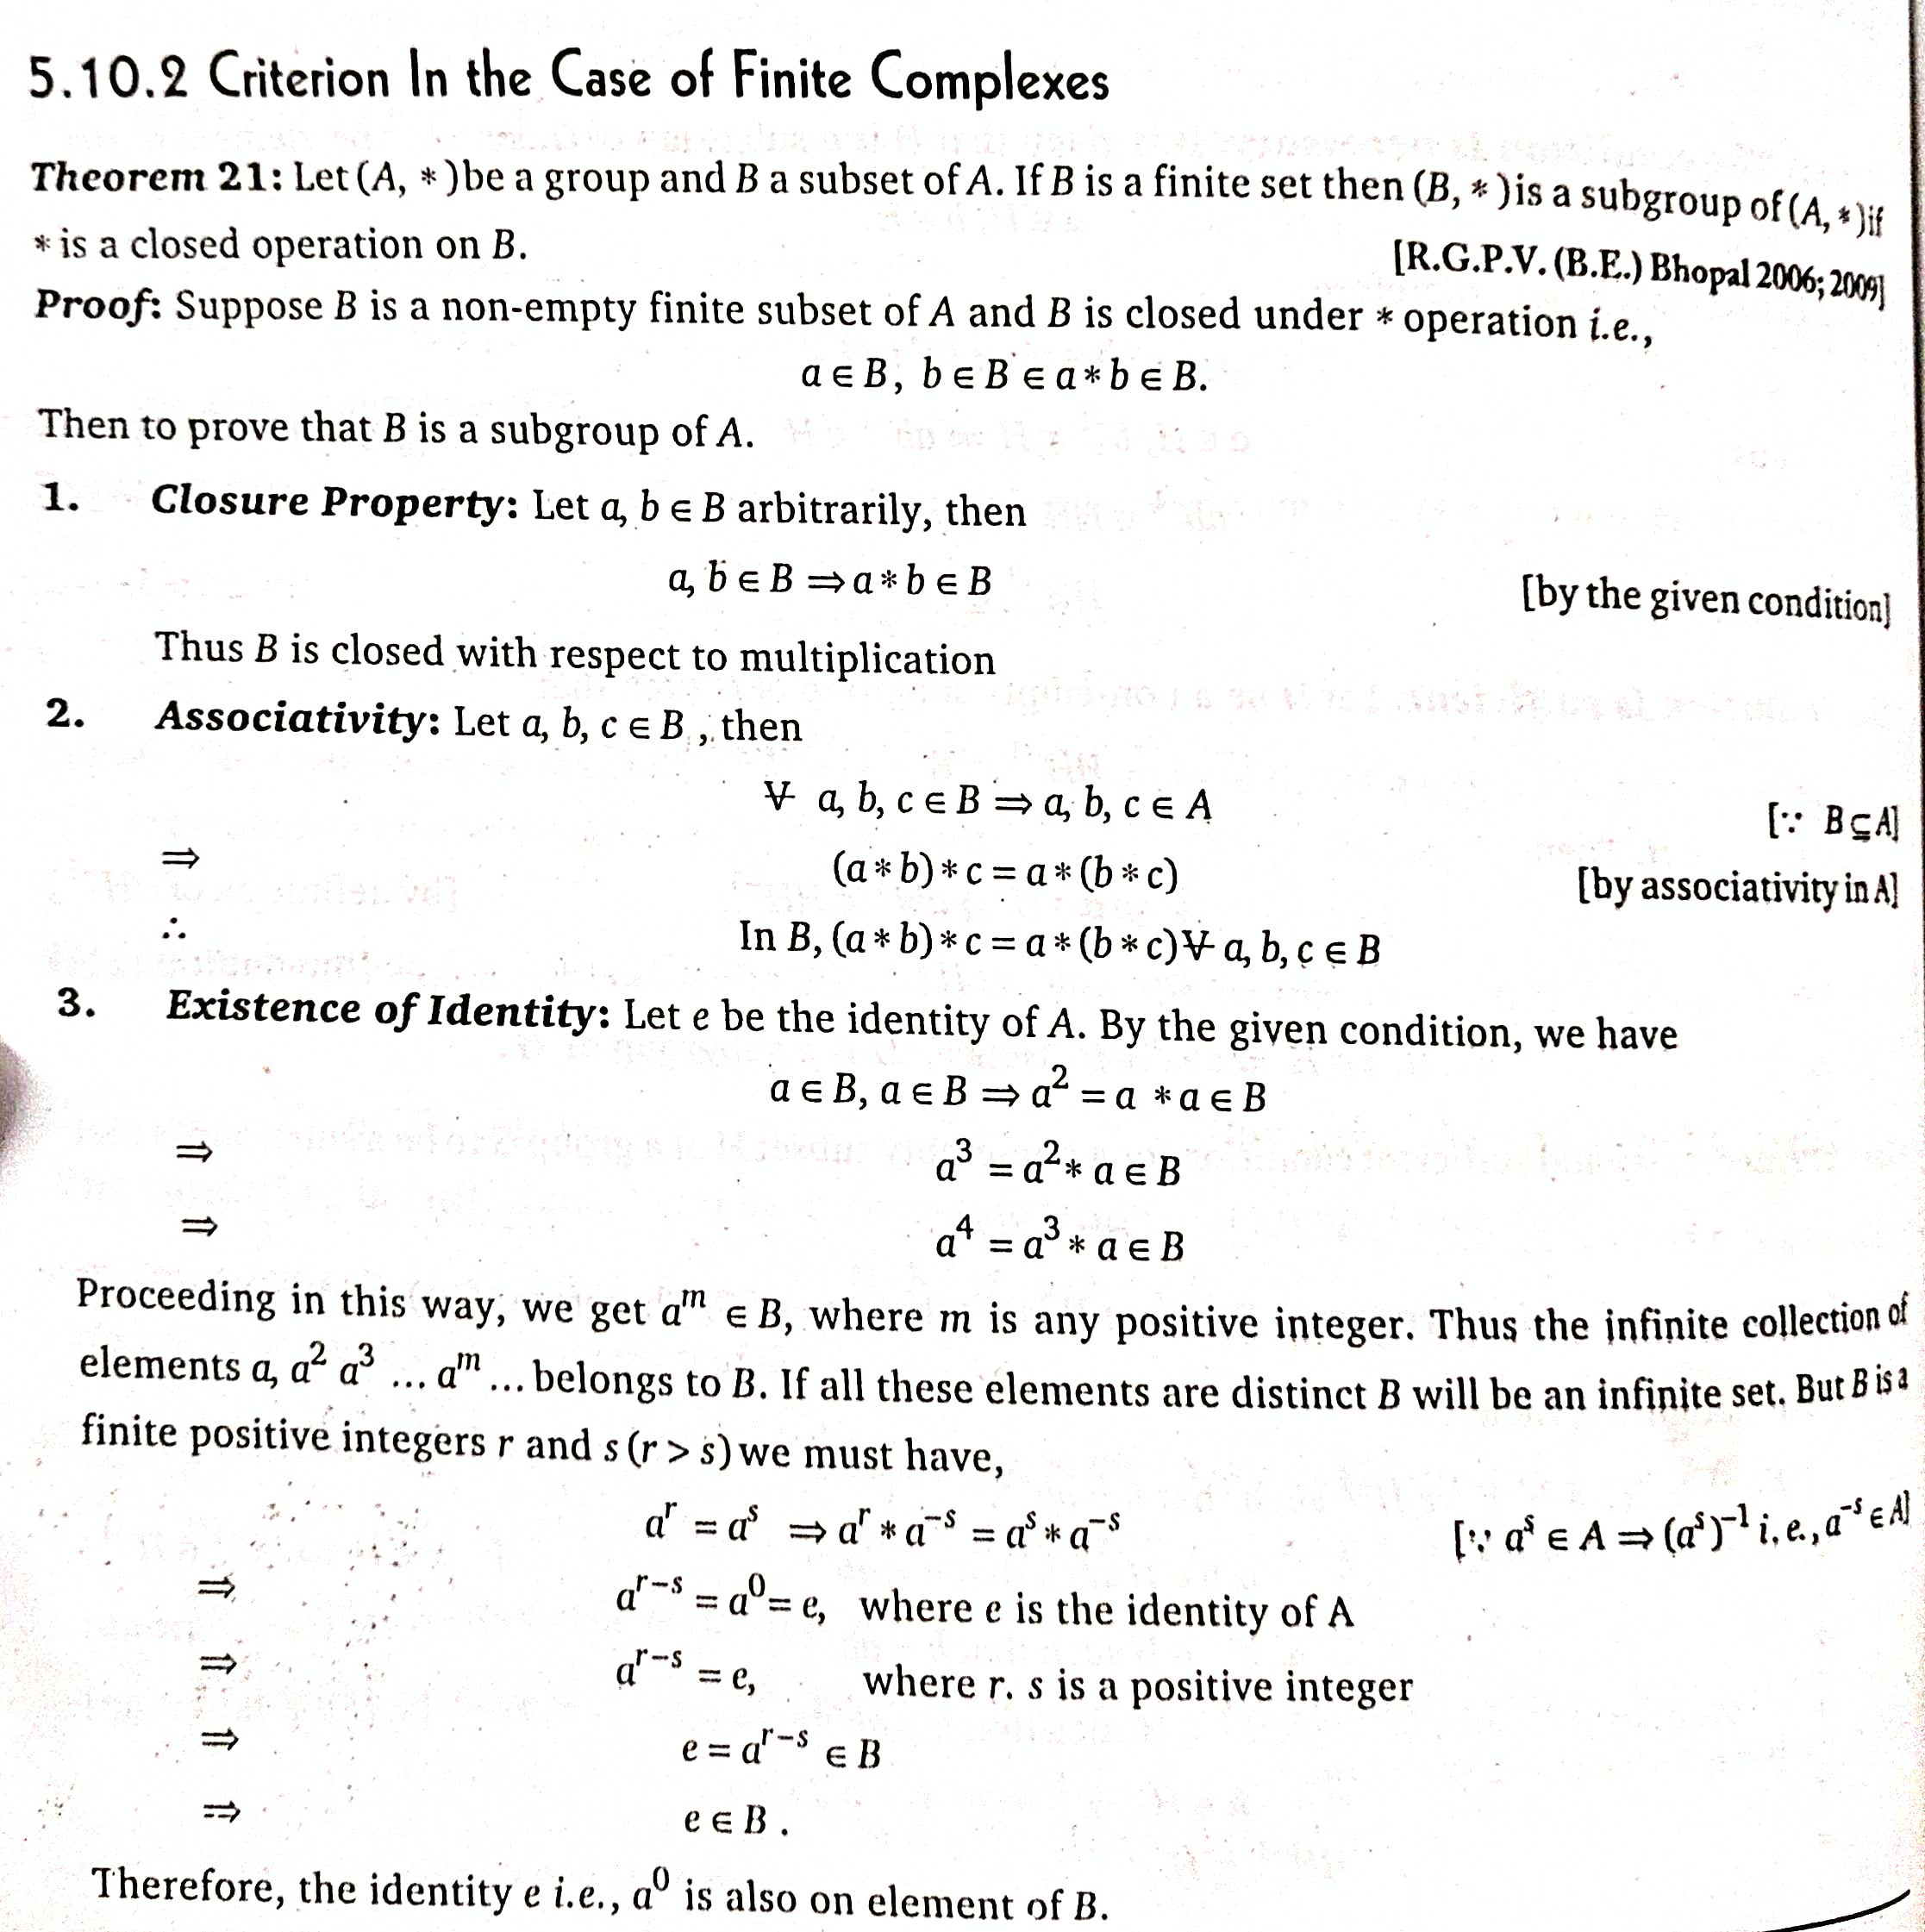 5.10.2 Criterion In the Case of Finite Complexes
Theorem 21: Let (A, *) be a group and B a subset of A. If B is a finite set then (B, *) is a subgroup of (A, *) if
* is a closed operation on B.
[R.G.P.V. (B.E.) Bhopal 2006; 2009]
Proof: Suppose B is a non-empty finite subset of A and B is closed under * operation i.e.,
a ∈ B, b ∈ B ∈ a * b ∈ B.
Then to prove that B is a subgroup of A.
1. Closure Property: Let a, b ∈ B arbitrarily, then
a, b ∈ B ⇒ a * b ∈ B [by the given condition]
Thus B is closed with respect to multiplication
2. Associativity: Let a, b, c ∈ B, then
∀ a, b, c ∈ B ⇒ a, b, c ∈ A [∵ B ⊆ A]
⇒ (a * b) * c = a * (b * c) [by associativity in A]
∴ In B, (a * b) * c = a * (b * c) ∀ a, b, c ∈ B
3. Existence of Identity: Let e be the identity of A. By the given condition, we have
a ∈ B, a ∈ B ⇒ a² = a * a ∈ B
⇒ a³ = a² * a ∈ B
⇒ a⁴ = a³ * a ∈ B
Proceeding in this way, we get aᵐ ∈ B, where m is any positive integer. Thus the infinite collection of
elements a, a² a³ ... aᵐ ... belongs to B. If all these elements are distinct B will be an infinite set. But B is a
finite positive integers r and s (r > s) we must have,
aʳ = aˢ ⇒ aʳ * a⁻ˢ = aˢ * a⁻ˢ [∵ aˢ ∈ A ⇒ (aˢ)⁻¹ i.e., a⁻ˢ ∈ A]
⇒ aʳ⁻ˢ = a⁰ = e, where e is the identity of A
⇒ aʳ⁻ˢ = e, where r. s is a positive integer
⇒ e = aʳ⁻ˢ ∈ B
⇒ e ∈ B .
Therefore, the identity e i.e., a⁰ is also on element of B.